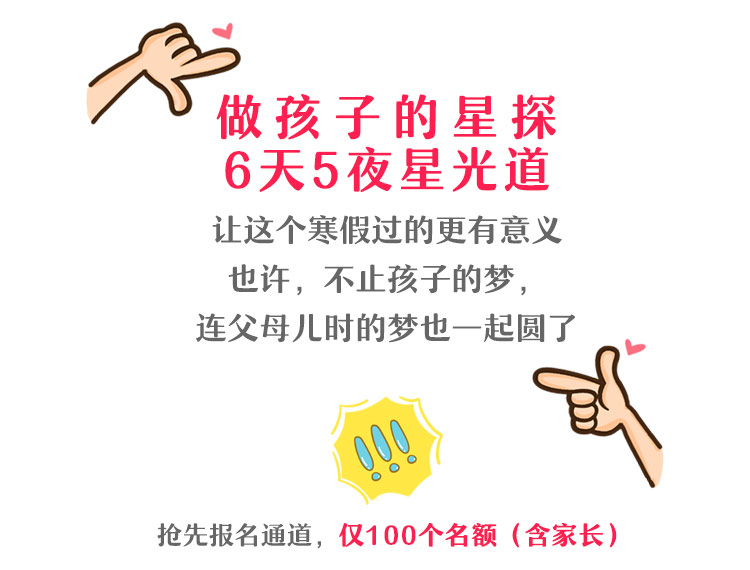 做孩子的星探
6天5夜星光道
让这个寒假过的更有意义
也许，不止孩子的梦，
连父母儿时的梦也一起圆了
!!!
抢先报名通道，仅100个名额（含家长）